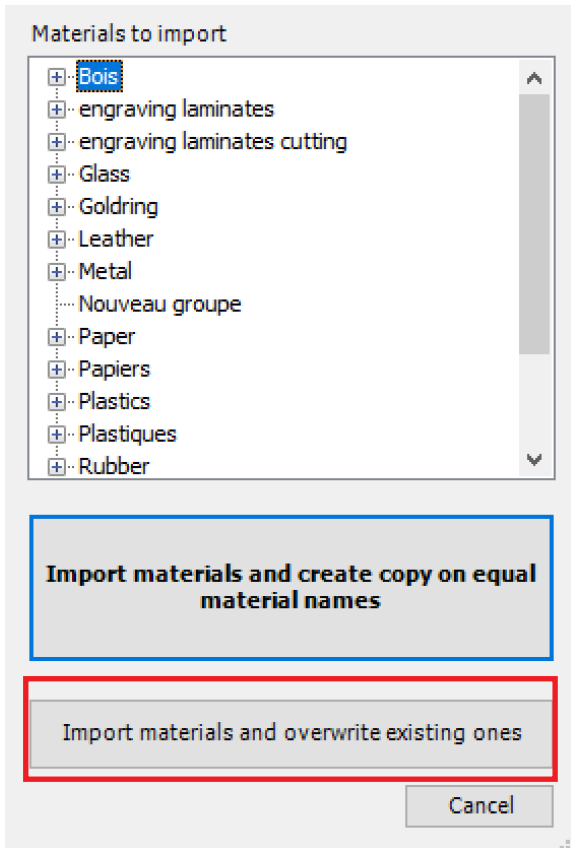 Materials to import
Bois
engraving laminates
engraving laminates cutting
Glass
Goldring
Leather
Metal
Nouveau groupe
Paper
Papiers
Plastics
Plastiques
Rubber
Import materials and create copy on equal
material names
Import materials and overwrite existing ones
Cancel